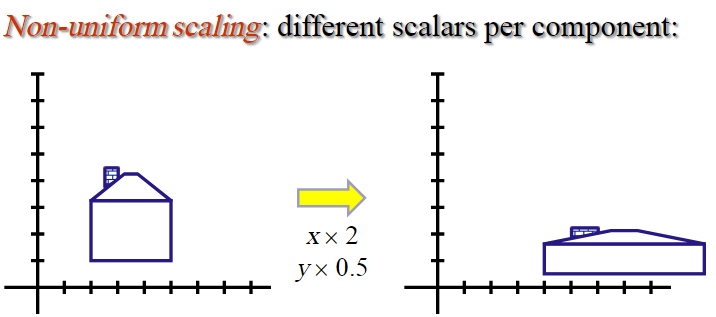 Non-uniform scaling: different scalars per component:
x × 2
y × 0.5